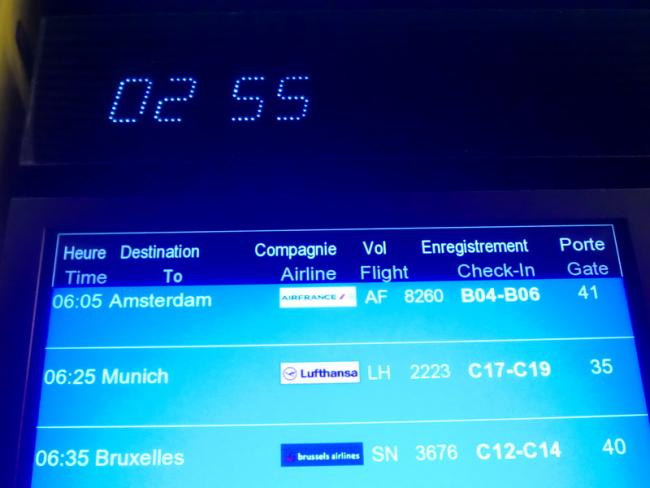 02 55
Heure Destination Compagnie Vol Enregistrement Porte
Time To Airline Flight Check-In Gate
06:05 Amsterdam AIRFRANCE AF 8260 B04-B06 41
06:25 Munich Lufthansa LH 2223 C17-C19 35
06:35 Bruxelles brussels airlines SN 3676 C12-C14 40